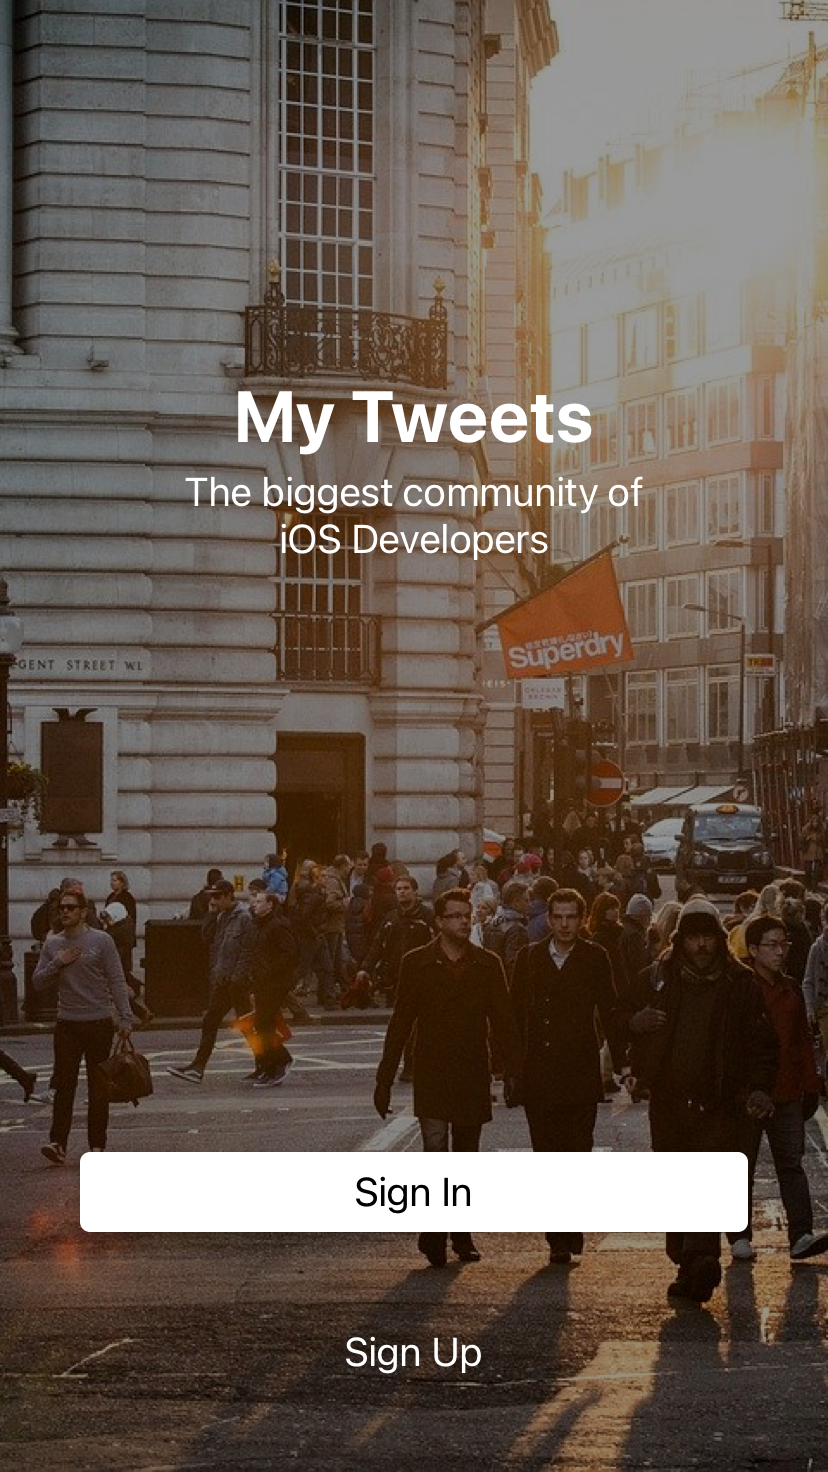 My Tweets
The biggest community of
iOS Developers
Superdry
GENT STREET W1
Sign In
Sign Up